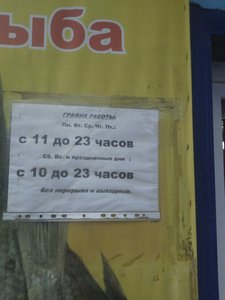 ыба
ГРАФИК РАБОТЫ:
Пн. Вт. Ср. Чт. Пт.:
с 11 до 23 часов
Сб. Вс. и праздничные дни :
с 10 до 23 часов
Без перерыва и выходных.